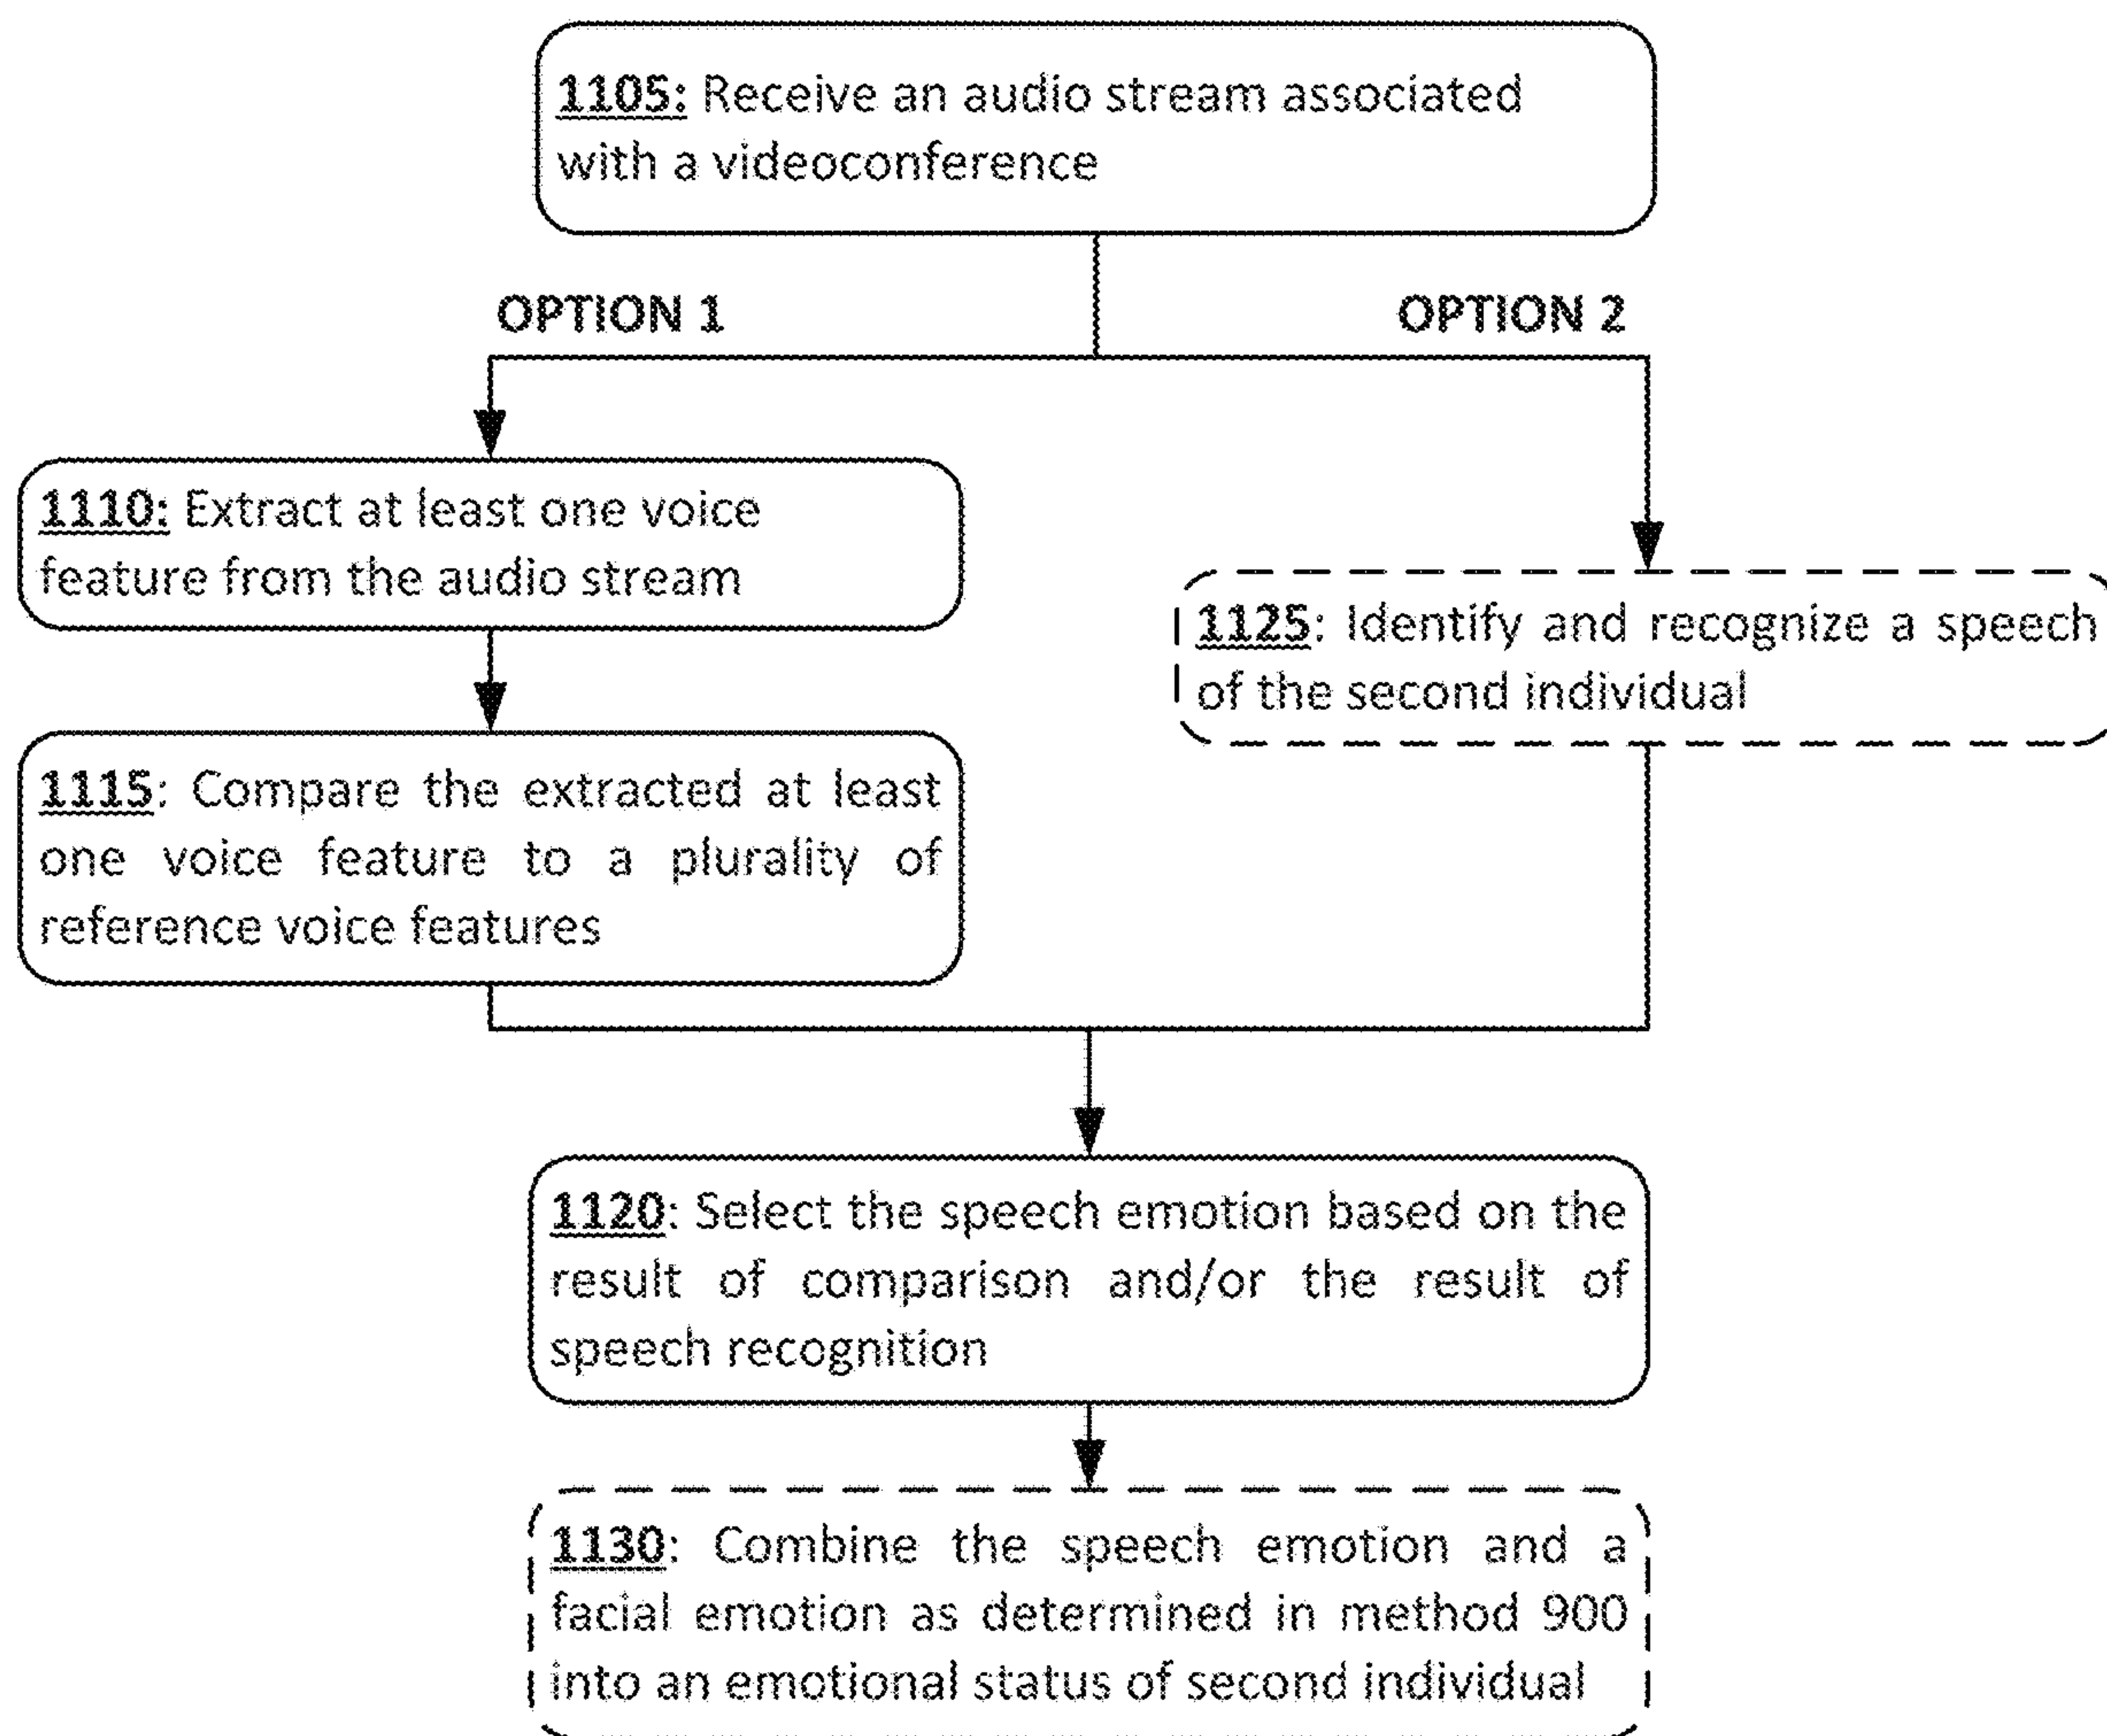 1105: Receive an audio stream associated
with a videoconference
OPTION 1
OPTION 2
1110: Extract at least one voice
feature from the audio stream
1115: Compare the extracted at least
one voice feature to a plurality of
reference voice features
1125: Identify and recognize a speech
of the second individual
1120: Select the speech emotion based on the
result of comparison and/or the result of
speech recognition
1130: Combine the speech emotion and a
facial emotion as determined in method 900
into an emotional status of second individual